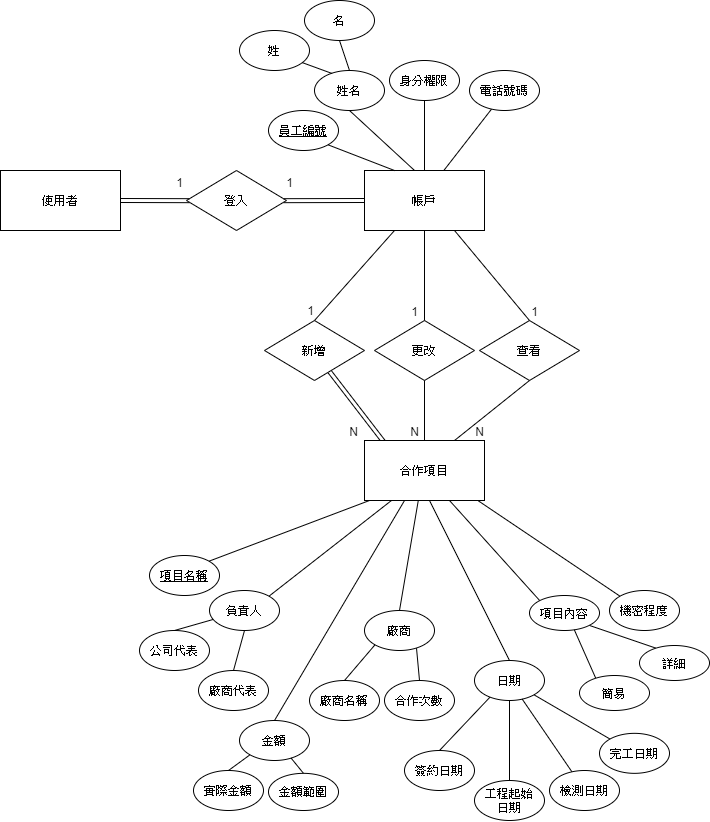 名
姓
姓名
身分權限
電話號碼
員工編號
使用者
1
登入
1
帳戶
1
1
1
新增
更改
查看
N
N
N
合作項目
項目名稱
負責人
公司代表
廠商代表
廠商
廠商名稱
合作次數
項目內容
機密程度
詳細
簡易
日期
金額
實際金額
金額範圍
簽約日期
工程起始
日期
檢測日期
完工日期